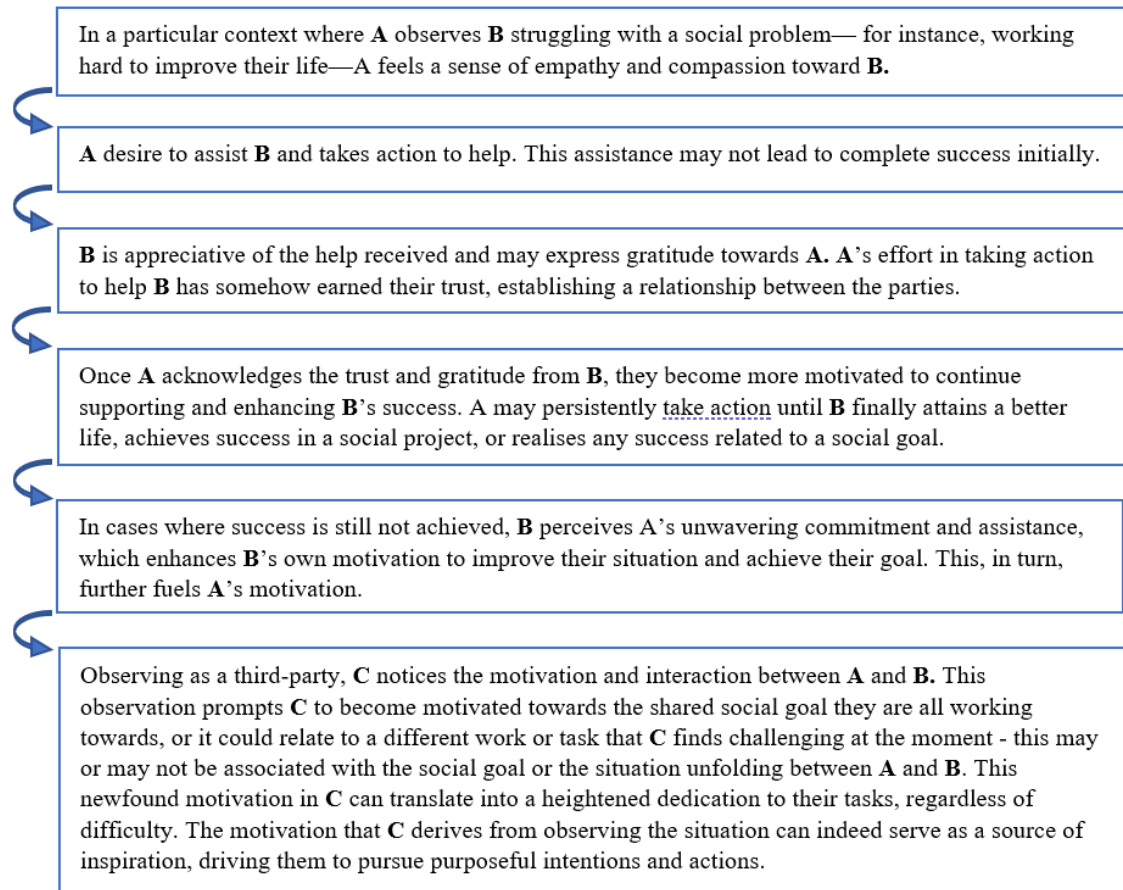 In a particular context where A observes B struggling with a social problem— for instance, working
hard to improve their life—A feels a sense of empathy and compassion toward B.
A desire to assist B and takes action to help. This assistance may not lead to complete success initially.
B is appreciative of the help received and may express gratitude towards A. A’s effort in taking action
to help B has somehow earned their trust, establishing a relationship between the parties.
Once A acknowledges the trust and gratitude from B, they become more motivated to continue
supporting and enhancing B’s success. A may persistently take action until B finally attains a better
life, achieves success in a social project, or realises any success related to a social goal.
In cases where success is still not achieved, B perceives A’s unwavering commitment and assistance,
which enhances B’s own motivation to improve their situation and achieve their goal. This, in turn,
further fuels A’s motivation.
Observing as a third-party, C notices the motivation and interaction between A and B. This
observation prompts C to become motivated towards the shared social goal they are all working
towards, or it could relate to a different work or task that C finds challenging at the moment - this may
or may not be associated with the social goal or the situation unfolding between A and B. This
newfound motivation in C can translate into a heightened dedication to their tasks, regardless of
difficulty. The motivation that C derives from observing the situation can indeed serve as a source of
inspiration, driving them to pursue purposeful intentions and actions.